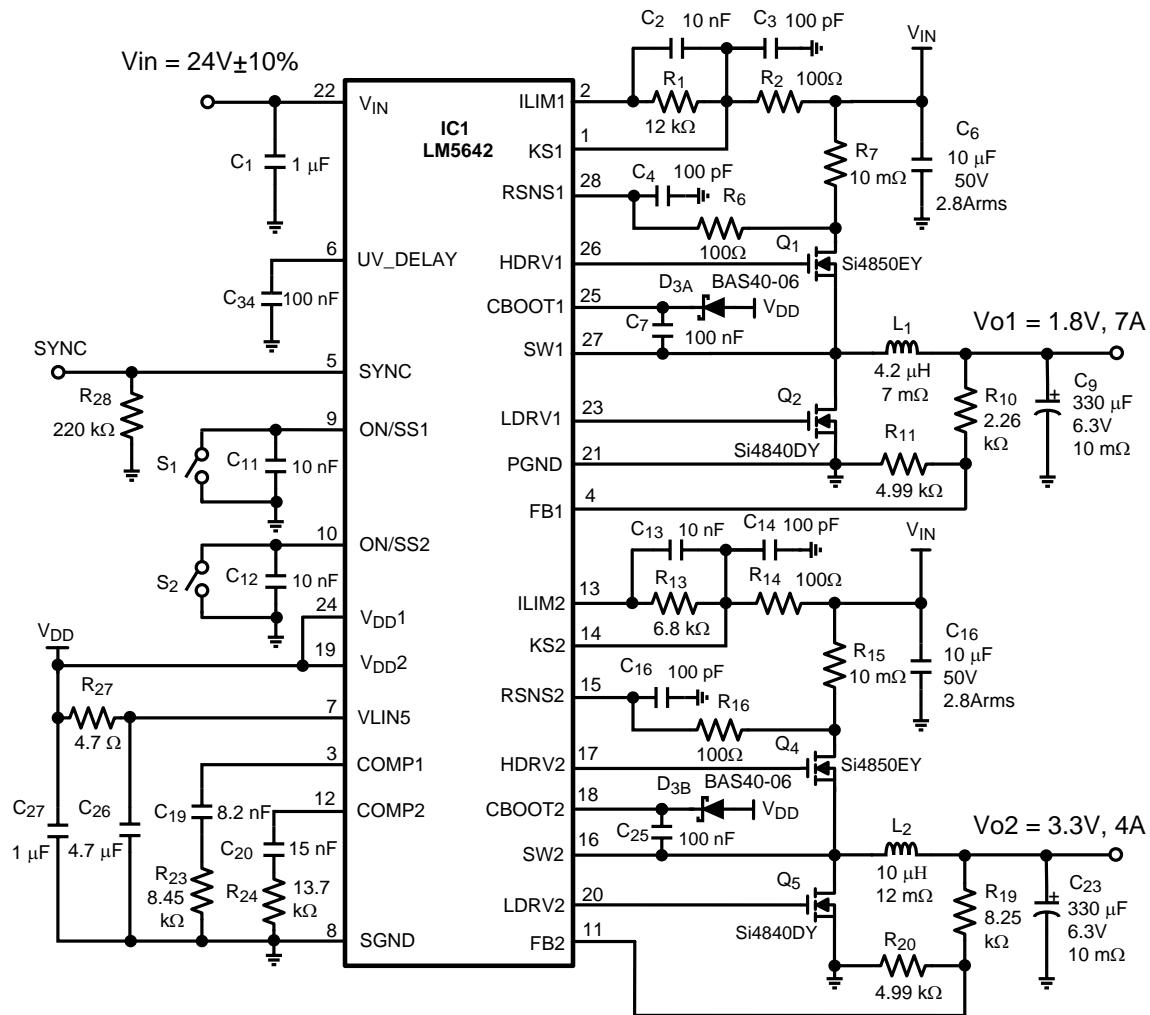 Vin = 24V±10%
22
VIN
C1
1 µF
6
UV_DELAY
C34
100 nF
SYNC
5
SYNC
R28
220 kΩ
9
ON/SS1
S1
C11
10 nF
10
ON/SS2
S2
C12
10 nF
24
VDD1
VDD
19
VDD2
R27
4.7 Ω
7
VLIN5
3
COMP1
C19
8.2 nF
12
COMP2
C27
1 µF
C26
4.7 µF
C20
15 nF
R23
8.45
kΩ
R24
13.7
kΩ
8
SGND
IC1
LM5642
ILIM1
2
C2
10 nF
C3
100 pF
R1
12 kΩ
R2
100Ω
VIN
KS1
1
R7
10 mΩ
C6
10 µF
50V
2.8Arms
RSNS1
28
C4
100 pF
R6
100Ω
HDRV1
26
Q1
Si4850EY
CBOOT1
25
D3A
BAS40-06
VDD
C7
100 nF
SW1
27
L1
4.2 µH
7 mΩ
Vo1 = 1.8V, 7A
LDRV1
23
Q2
Si4840DY
R10
2.26
kΩ
C9
+
330 µF
6.3V
10 mΩ
PGND
21
R11
4.99 kΩ
FB1
4
C13
10 nF
C14
100 pF
VIN
ILIM2
13
R13
6.8 kΩ
R14
100Ω
KS2
14
R15
10 mΩ
C16
10 µF
50V
2.8Arms
RSNS2
15
C16
100 pF
R16
100Ω
HDRV2
17
Q4
Si4850EY
CBOOT2
18
D3B
BAS40-06
VDD
C25
100 nF
SW2
16
L2
10 µH
12 mΩ
Vo2 = 3.3V, 4A
LDRV2
20
Q5
Si4840DY
R19
8.25
kΩ
C23
+
330 µF
6.3V
10 mΩ
FB2
11
R20
4.99 kΩ